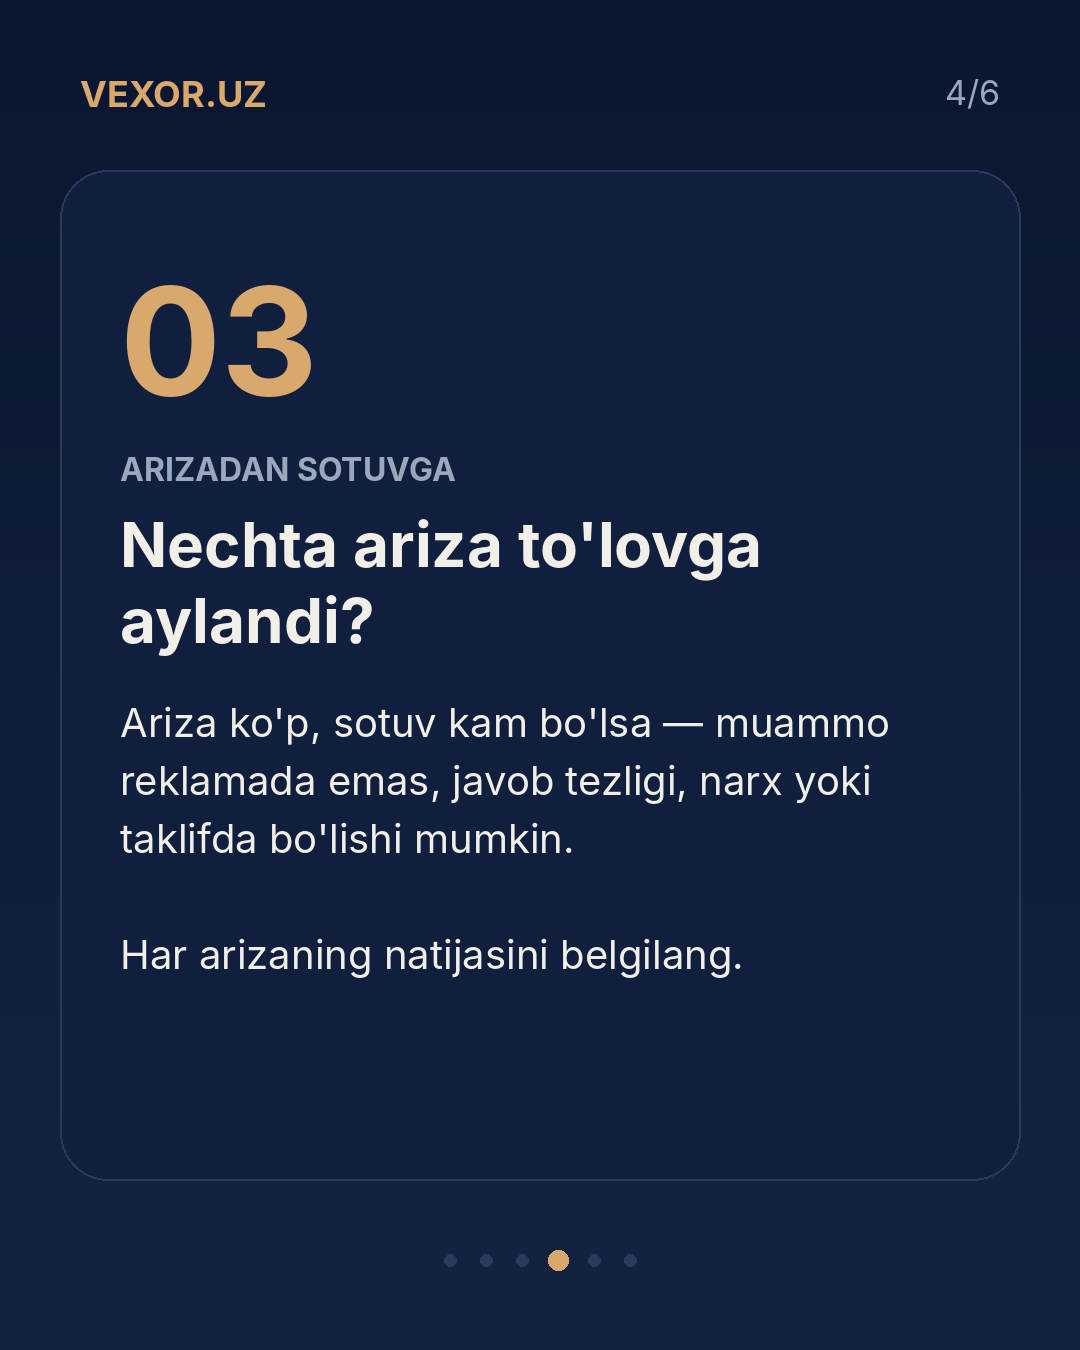 VEXOR.UZ
4/6
03
ARIZADAN SOTUVGA
Nechta ariza to'lovga
aylandi?
Ariza ko'p, sotuv kam bo'lsa — muammo
reklamada emas, javob tezligi, narx yoki
taklifda bo'lishi mumkin.
Har arizaning natijasini belgilang.